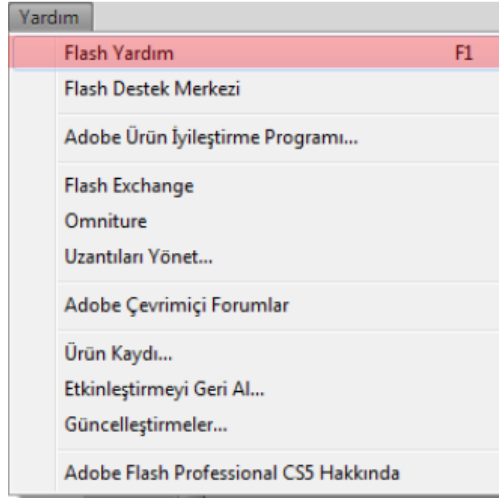 Yardım
Flash Yardım F1
Flash Destek Merkezi
Adobe Ürün İyileştirme Programı...
Flash Exchange
Omniture
Uzantıları Yönet...
Adobe Çevrimiçi Forumlar
Ürün Kaydı...
Etkinleştirmeyi Geri Al...
Güncelleştirmeler...
Adobe Flash Professional CS5 Hakkında